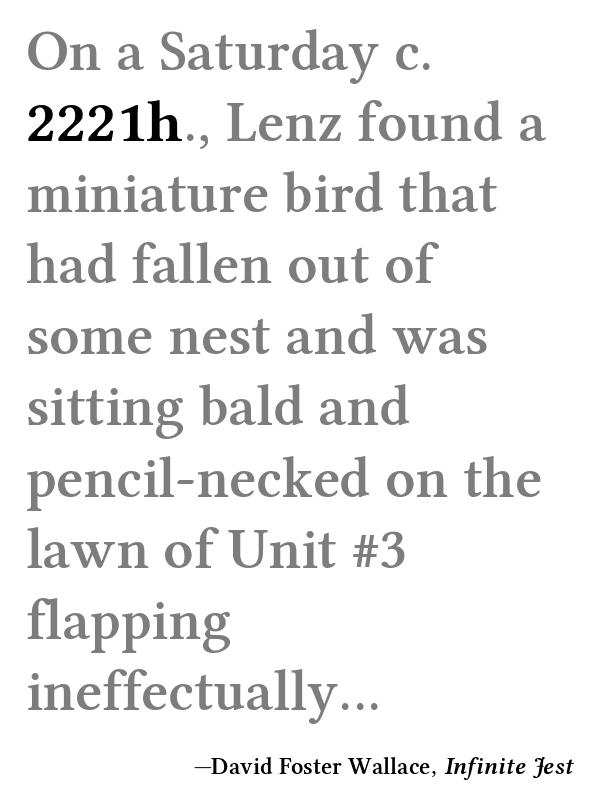 On a Saturday c.
2221h., Lenz found a
miniature bird that
had fallen out of
some nest and was
sitting bald and
pencil-necked on the
lawn of Unit #3
flapping
ineffectually...
—David Foster Wallace, Infinite Jest